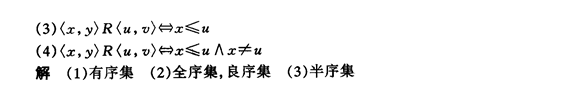 (3)⟨x,y⟩R⟨u,v⟩⇔x≤u
(4)⟨x,y⟩R⟨u,v⟩⇔x≤u∧x≠u
解 (1)有序集 (2)全序集,良序集 (3)半序集